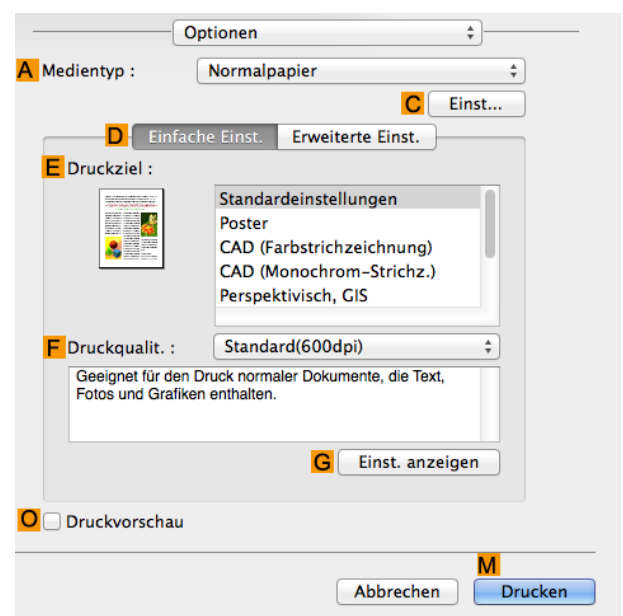 Optionen
A Medientyp : Normalpapier
C Einst...
D Einfache Einst. Erweiterte Einst.
E Druckziel :
Standardeinstellungen
Poster
CAD (Farbstrichzeichnung)
CAD (Monochrom-Strichz.)
Perspektivisch, GIS
F Druckqualit. : Standard(600dpi)
Geeignet für den Druck normaler Dokumente, die Text,
Fotos und Grafiken enthalten.
G Einst. anzeigen
O Druckvorschau
M
Abbrechen Drucken